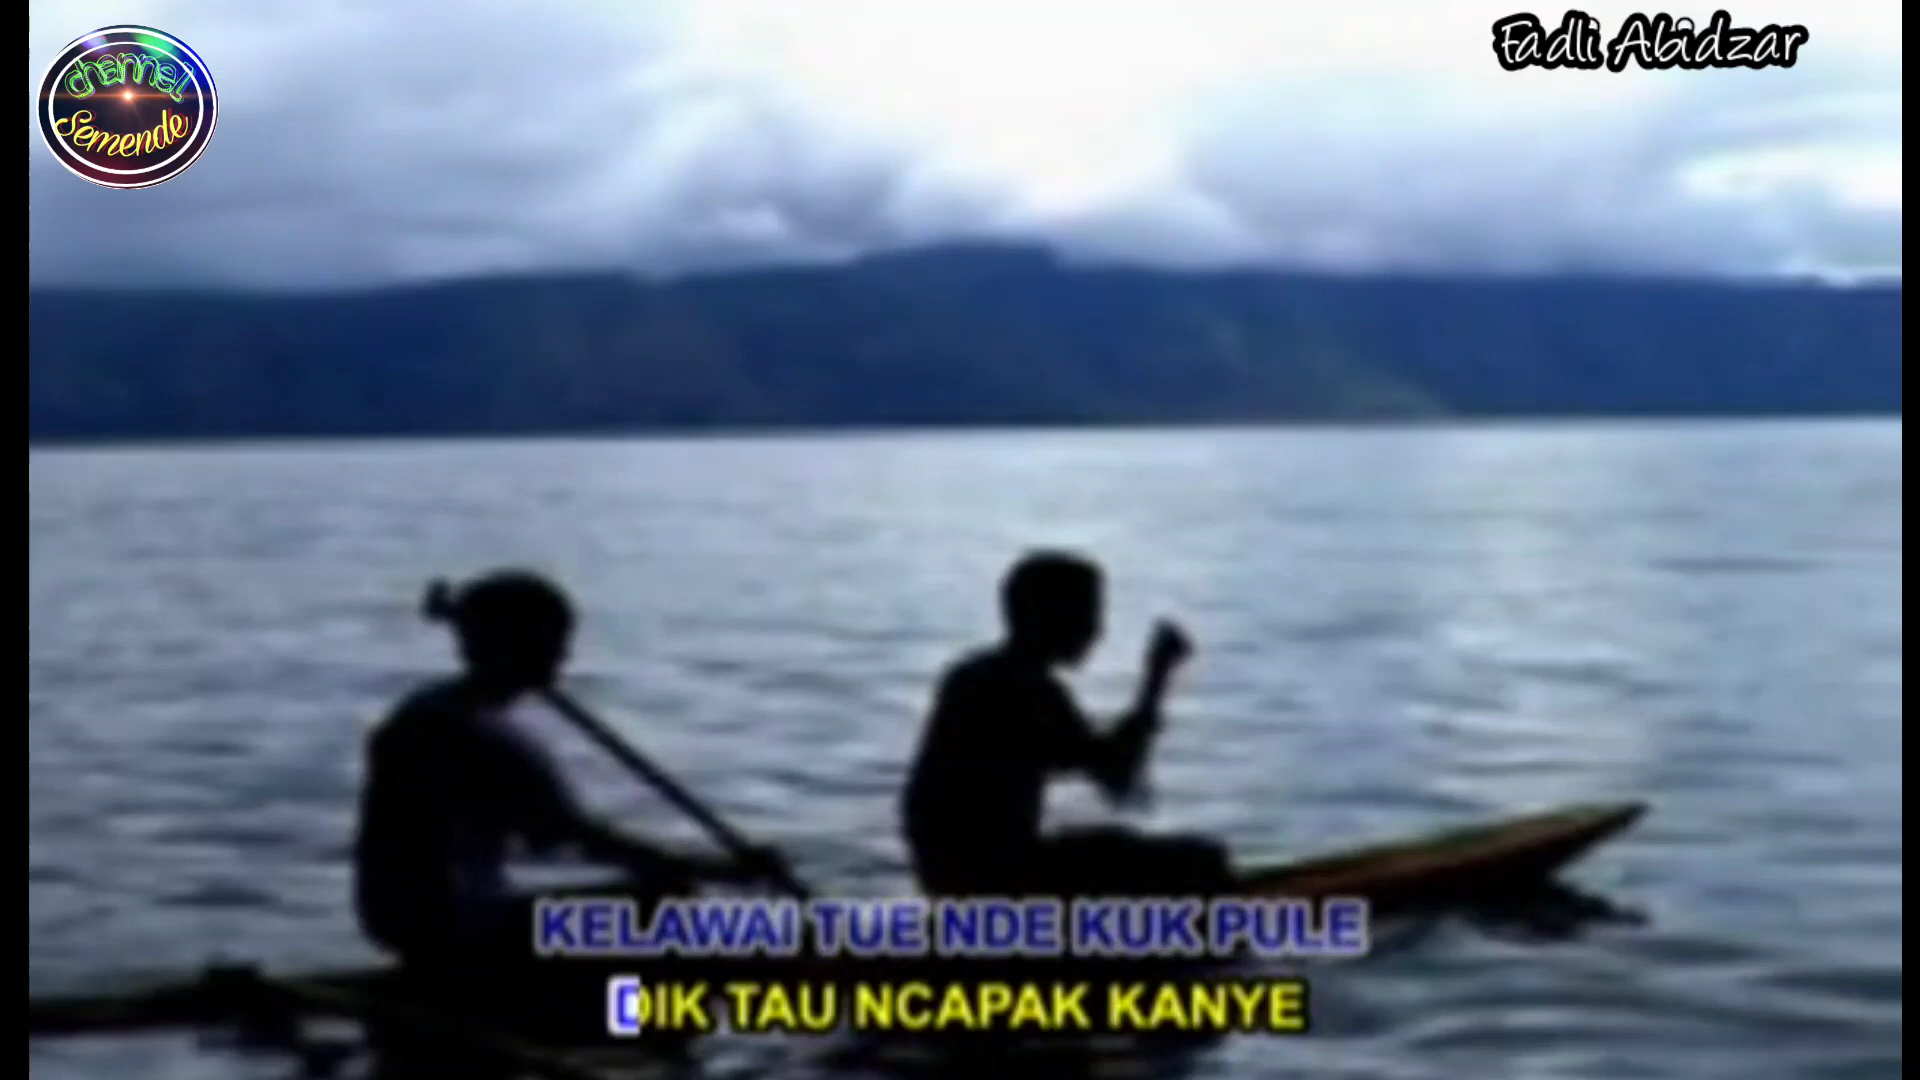 channel
Semende
Fadli Abidzar
KELAWAI TUE NDE KUK PULE
DIK TAU NCAPAK KANYE